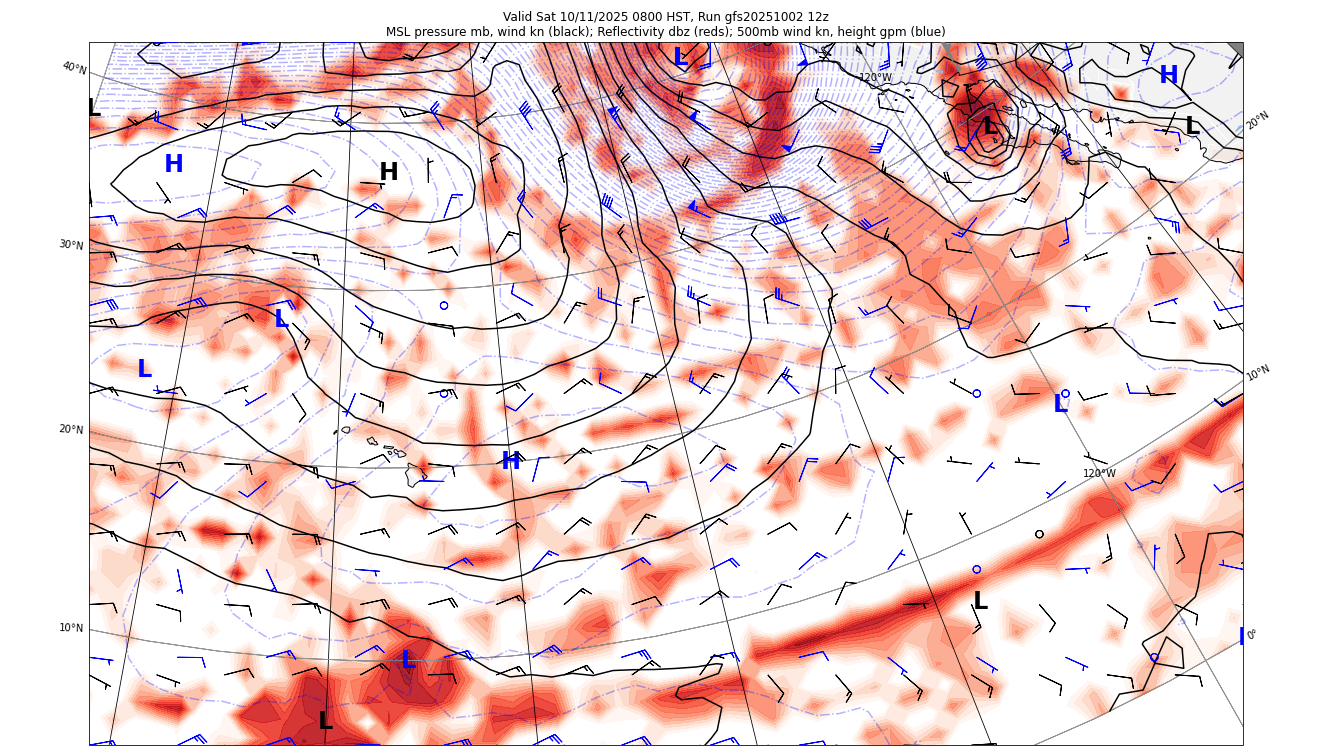 Valid Sat 10/11/2025 0800 HST, Run gfs20251002 12z
MSL pressure mb, wind kn (black); Reflectivity dbz (reds); 500mb wind kn, height gpm (blue)
L
H
40°N
120°W
L
L
L
20°N
H
H
30°N
L
L
10°N
L
20°N
H
120°W
L
10°N
0°
L
L